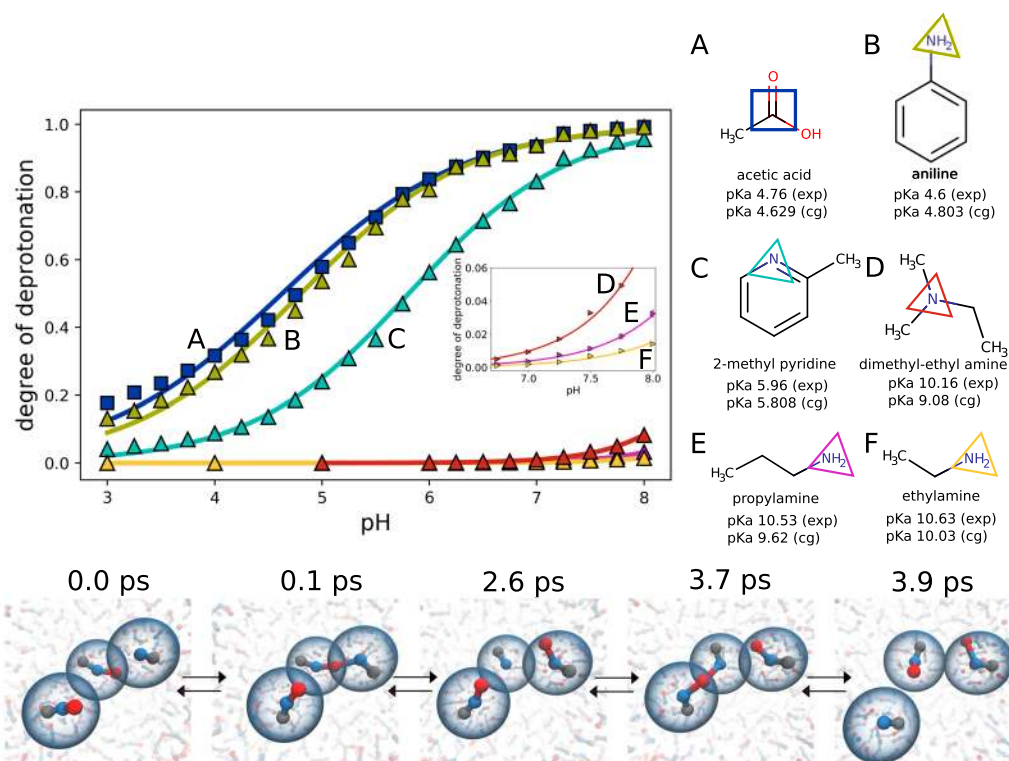 A
B
NH2
O
H3C
OH
acetic acid
pKa 4.76 (exp)
pKa 4.629 (cg)
aniline
pKa 4.6 (exp)
pKa 4.803 (cg)
degree of deprotonation
1.0
0.8
0.6
0.4
0.2
0.0
3
4
5
6
7
8
pH
A
B
C
degree of deprotonation
0.06
0.04
0.02
0.00
7.0
7.5
8.0
pH
D
E
F
C
N
CH3
2-methyl pyridine
pKa 5.96 (exp)
pKa 5.808 (cg)
D
CH3
N
CH3
CH3
dimethyl-ethyl amine
pKa 10.16 (exp)
pKa 9.08 (cg)
E
H3C
NH2
propylamine
pKa 10.53 (exp)
pKa 9.62 (cg)
F
H3C
NH2
ethylamine
pKa 10.63 (exp)
pKa 10.03 (cg)
0.0 ps
0.1 ps
2.6 ps
3.7 ps
3.9 ps